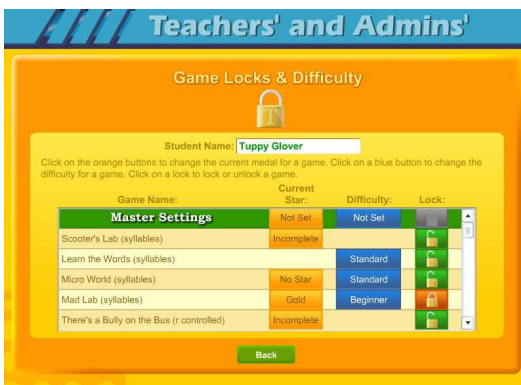 Teachers' and Admins'
Game Locks & Difficulty
T
Student Name: Tuppy Glover
Click on the orange buttons to change the current medal for a game. Click on a blue button to change the
difficulty for a game. Click on a lock to lock or unlock a game.
Game Name: Current Star: Difficulty: Lock:
Master Settings Not Set Not Set
Scooter's Lab (syllables) Incomplete
Learn the Words (syllables) Standard
Micro World (syllables) No Star Standard
Mad Lab (syllables) Gold Beginner
There's a Bully on the Bus (r controlled) Incomplete
Back